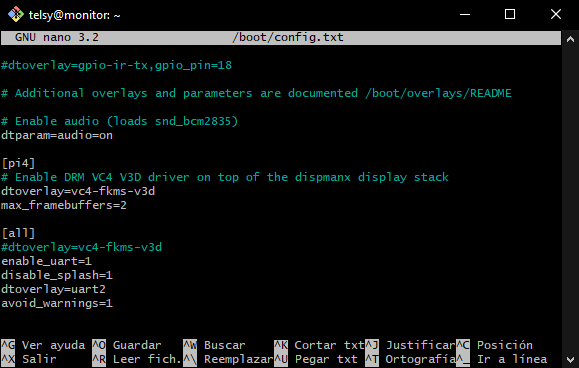 telsy@monitor: ~
GNU nano 3.2 /boot/config.txt
#dtoverlay=gpio-ir-tx,gpio_pin=18
# Additional overlays and parameters are documented /boot/overlays/README
# Enable audio (loads snd_bcm2835)
dtparam=audio=on
[pi4]
# Enable DRM VC4 V3D driver on top of the dispmanx display stack
dtoverlay=vc4-fkms-v3d
max_framebuffers=2
[all]
#dtoverlay=vc4-fkms-v3d
enable_uart=1
disable_splash=1
dtoverlay=uart2
avoid_warnings=1
^G Ver ayuda ^O Guardar ^W Buscar ^K Cortar txt ^J Justificar ^C Posición
^X Salir ^R Leer fich. ^\ Reemplazar ^U Pegar txt ^T Ortografía ^_ Ir a línea